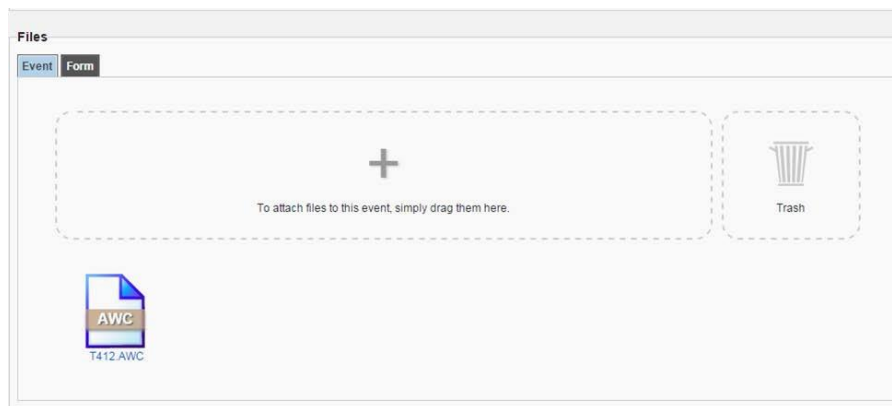 Files
Event Form
To attach files to this event, simply drag them here.
Trash
AWC
T412.AWC